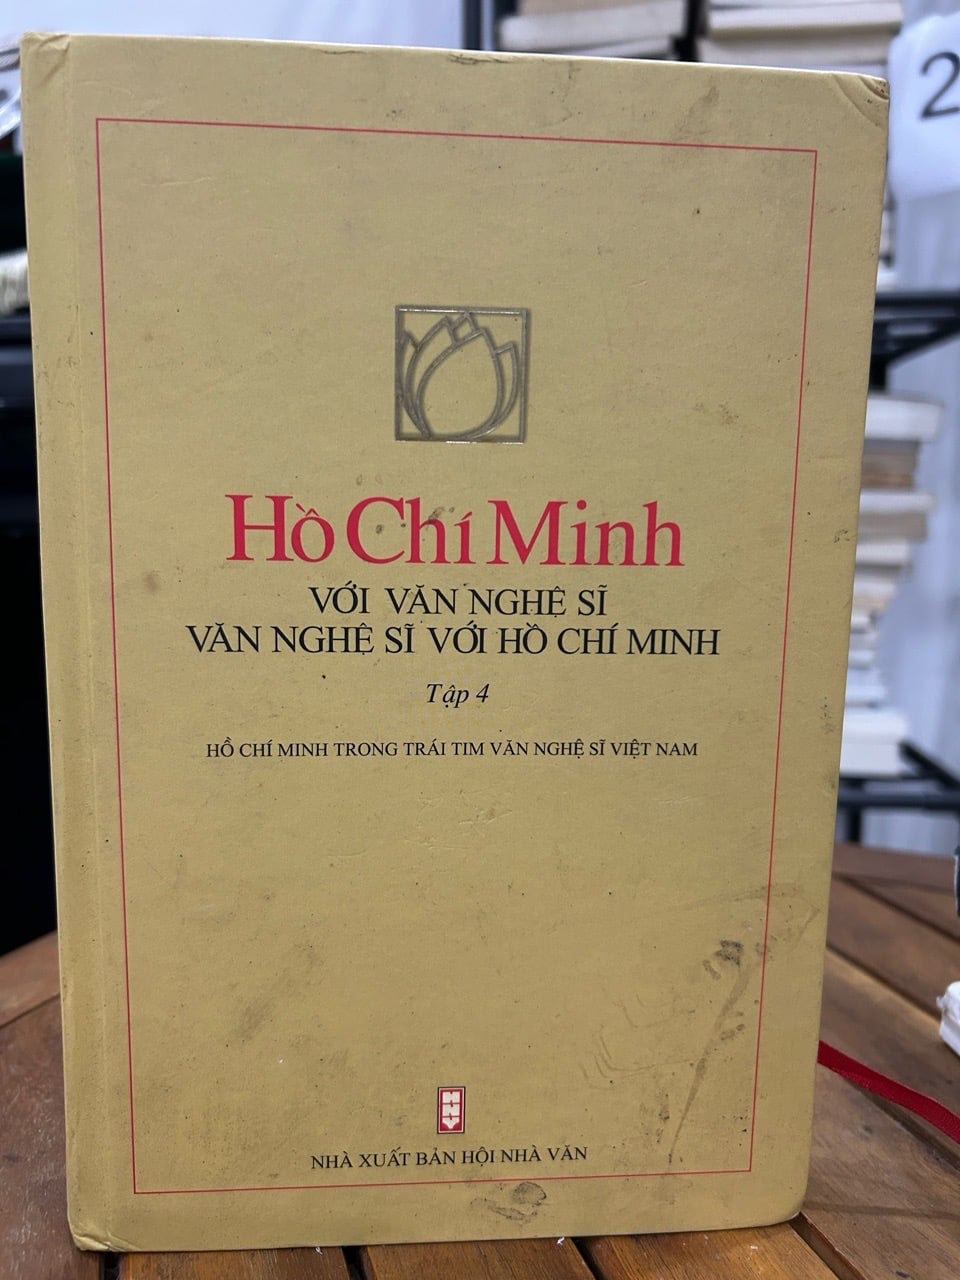 2
Hồ Chí Minh
VỚI VĂN NGHỆ SĨ
VĂN NGHỆ SĨ VỚI HỒ CHÍ MINH
Tập 4
HỒ CHÍ MINH TRONG TRÁI TIM VĂN NGHỆ SĨ VIỆT NAM
NHÀ XUẤT BẢN HỘI NHÀ VĂN